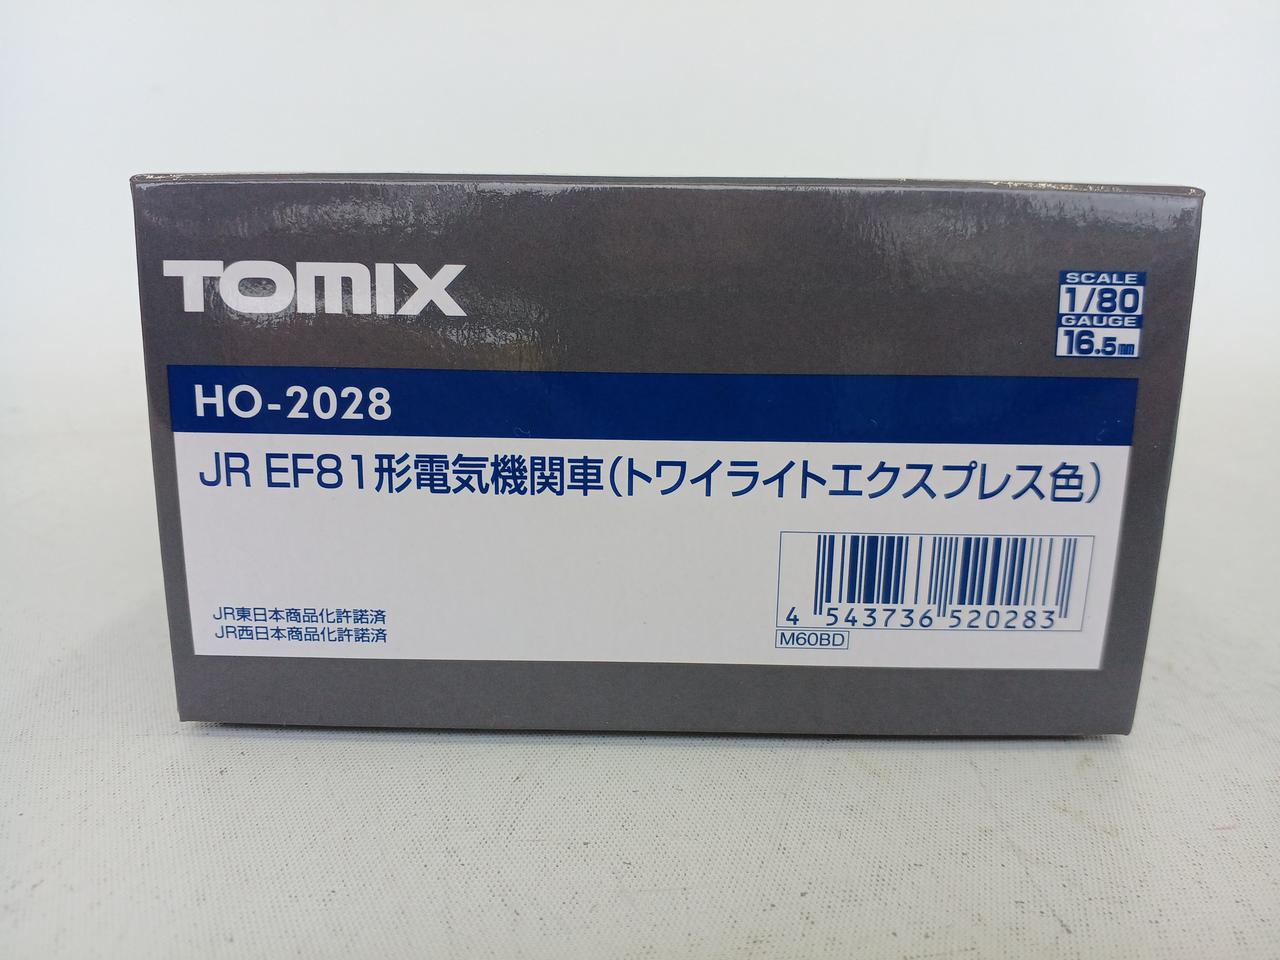 TOMIX
SCALE
1/80
GAUGE
16.5mm
HO-2028
JR EF81形電気機関車(トワイライトエクスプレス色)
4 543736 520283
M60BD
JR東日本商品化許諾済
JR西日本商品化許諾済